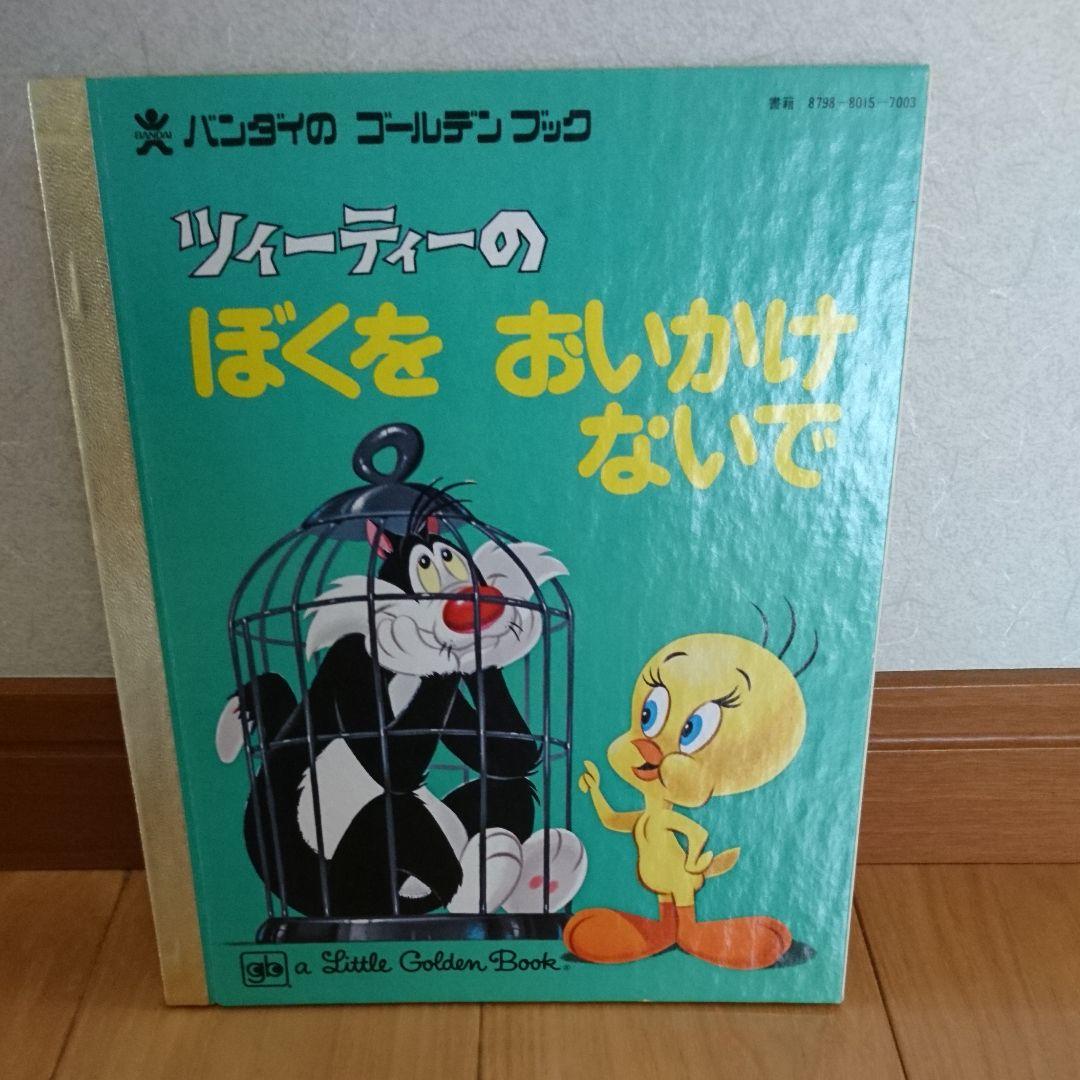 書籍 8798-8015-7003
BANDAI
バンダイの ゴールデン ブック
ツィーティーの
ぼくを おいかけ
ないで
gb a Little Golden Book®